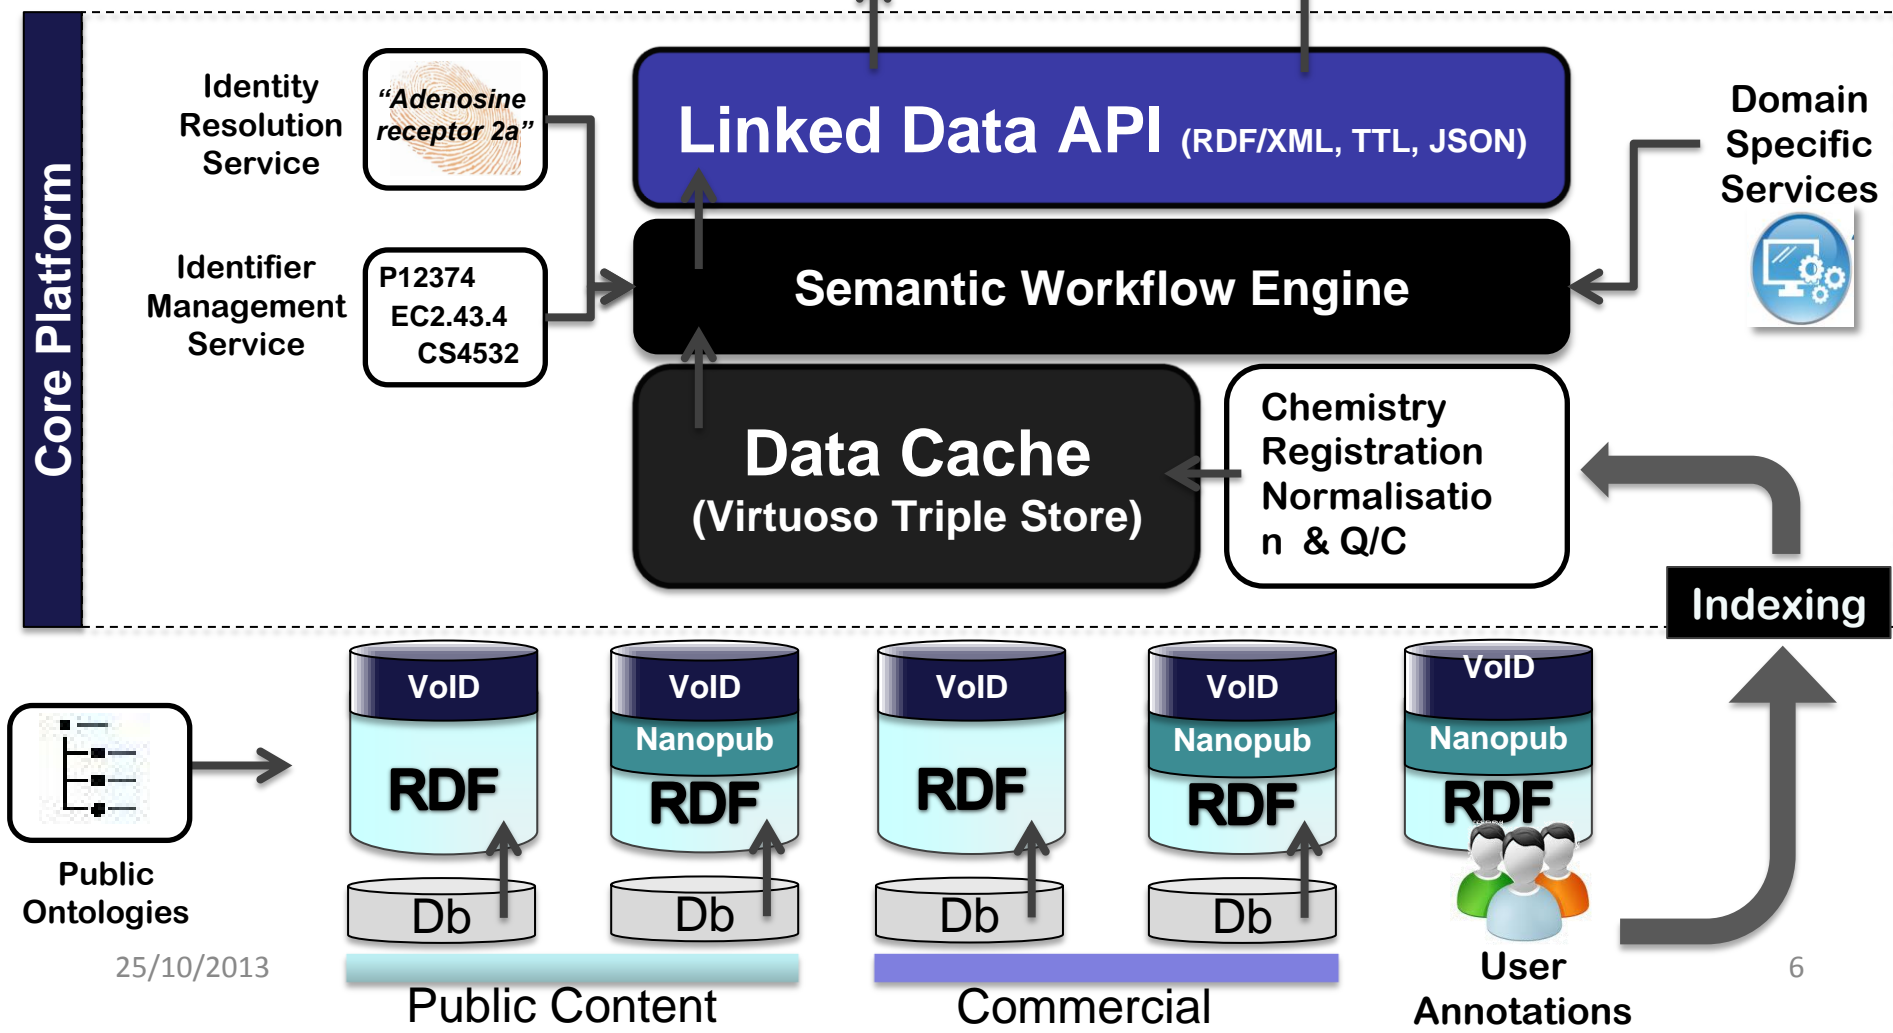 Core Platform
Identity
Resolution
Service
“Adenosine
receptor 2a”
Linked Data API (RDF/XML, TTL, JSON)
Domain
Specific
Services
Identifier
Management
Service
P12374
EC2.43.4
CS4532
Semantic Workflow Engine
Data Cache
(Virtuoso Triple Store)
Chemistry
Registration
Normalisatio
n & Q/C
Indexing
VoID
RDF
Db
VoID
Nanopub
RDF
Db
VoID
RDF
Db
VoID
Nanopub
RDF
Db
VoID
Nanopub
RDF
Public
Ontologies
25/10/2013
Public Content
Commercial
User
Annotations
6